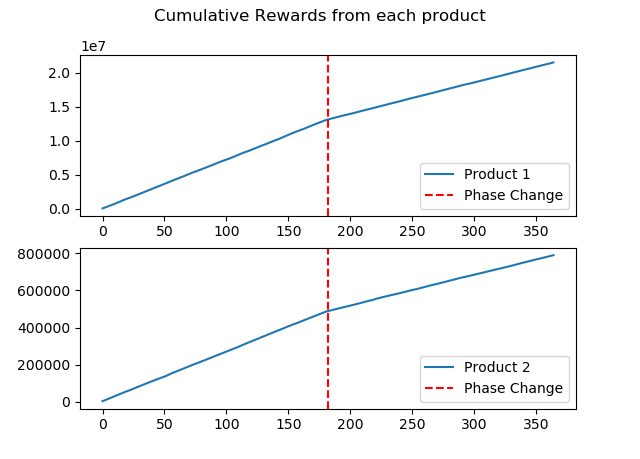 Cumulative Rewards from each product
1e7
2.0
1.5
1.0
0.5
0.0
Product 1
Phase Change
0 50 100 150 200 250 300 350
800000
600000
400000
200000
0
Product 2
Phase Change
0 50 100 150 200 250 300 350